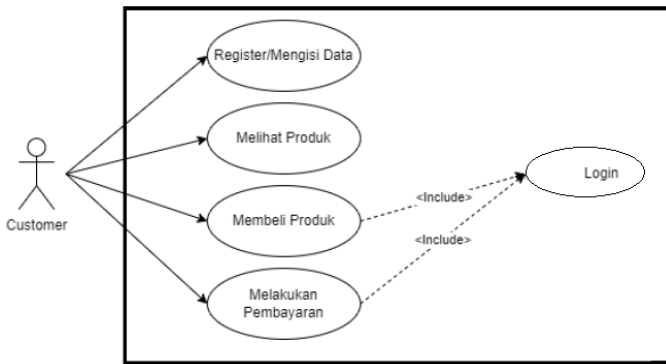 Register/Mengisi Data
Melihat Produk
Login
<Include>
Customer
Membeli Produk
<Include>
Melakukan
Pembayaran